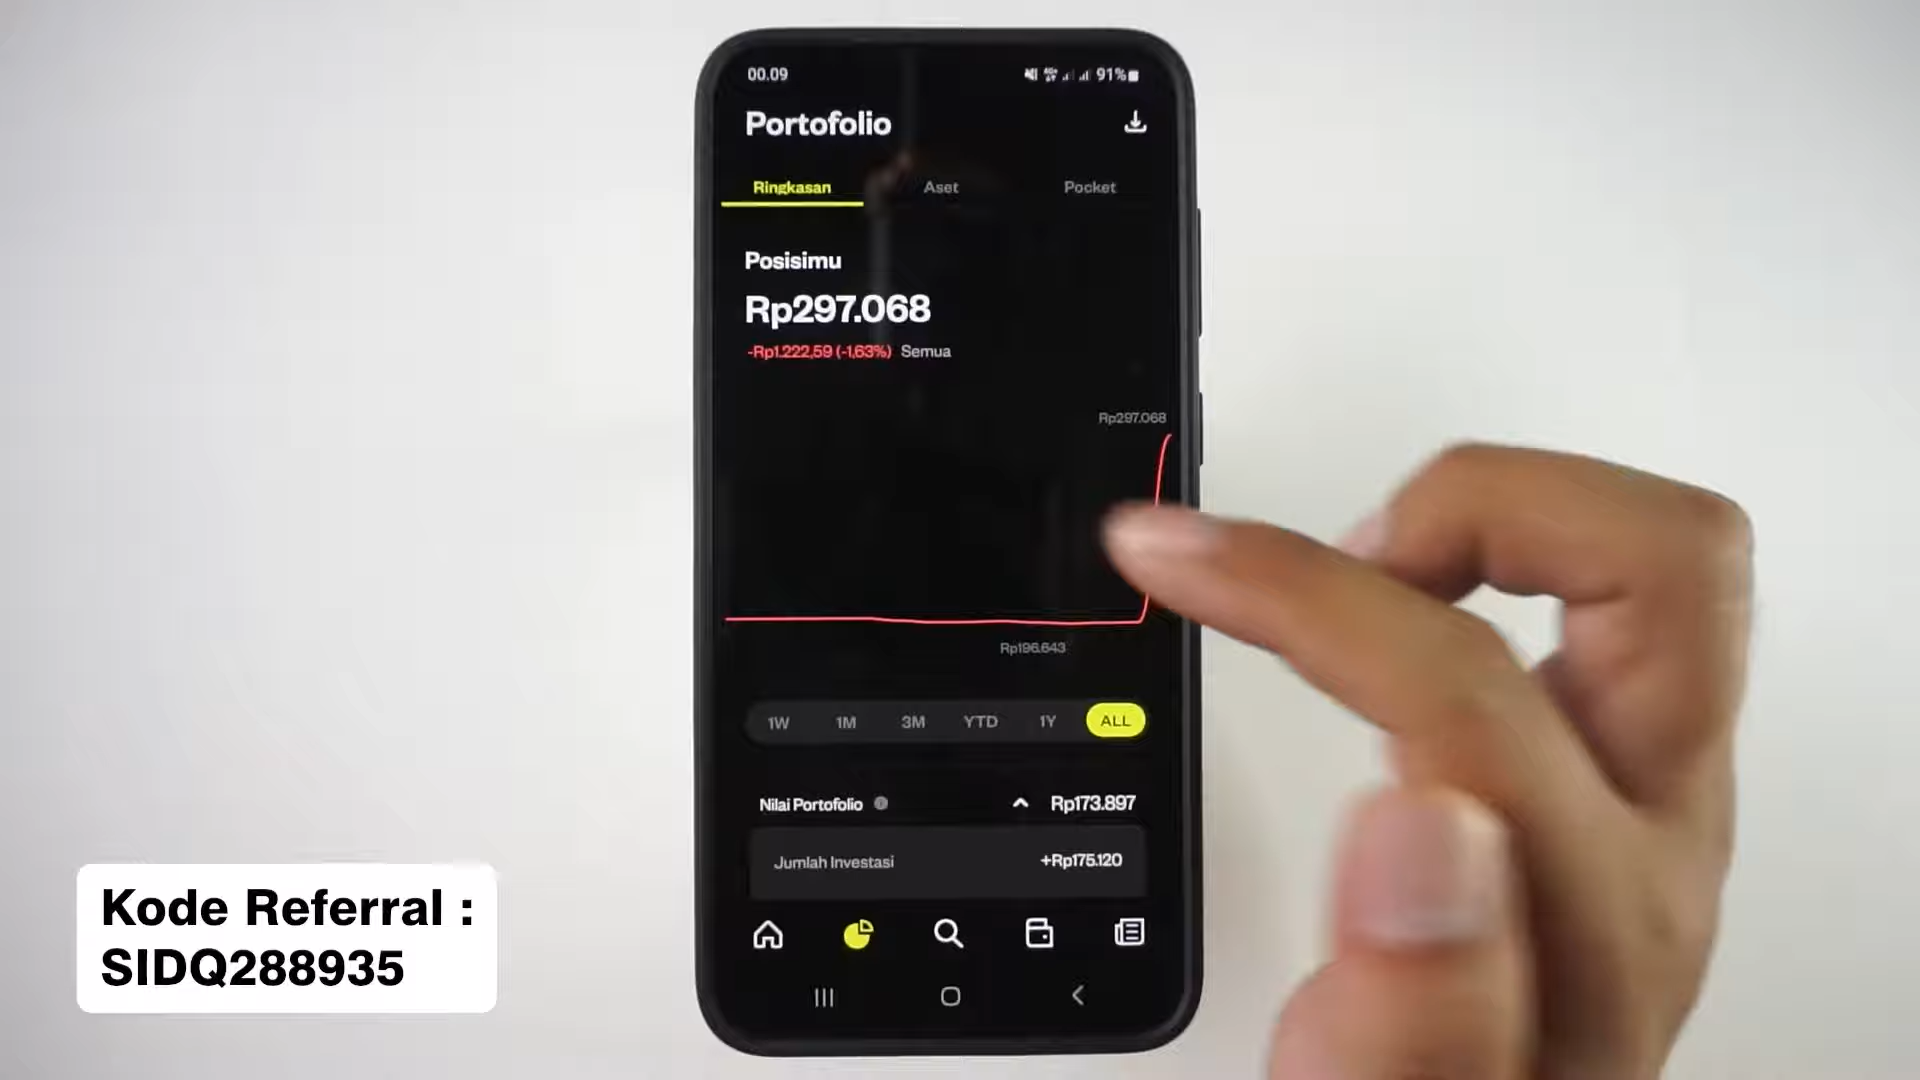 00.09
91%
Portofolio
Ringkasan Aset Pocket
Posisimu
Rp297.068
-Rp1.222,59 (-1,63%) Semua
Rp297.068
Rp196.643
1W 1M 3M YTD 1Y ALL
Nilai Portofolio Rp173.897
Jumlah Investasi +Rp175.120
Kode Referral :
SIDQ288935